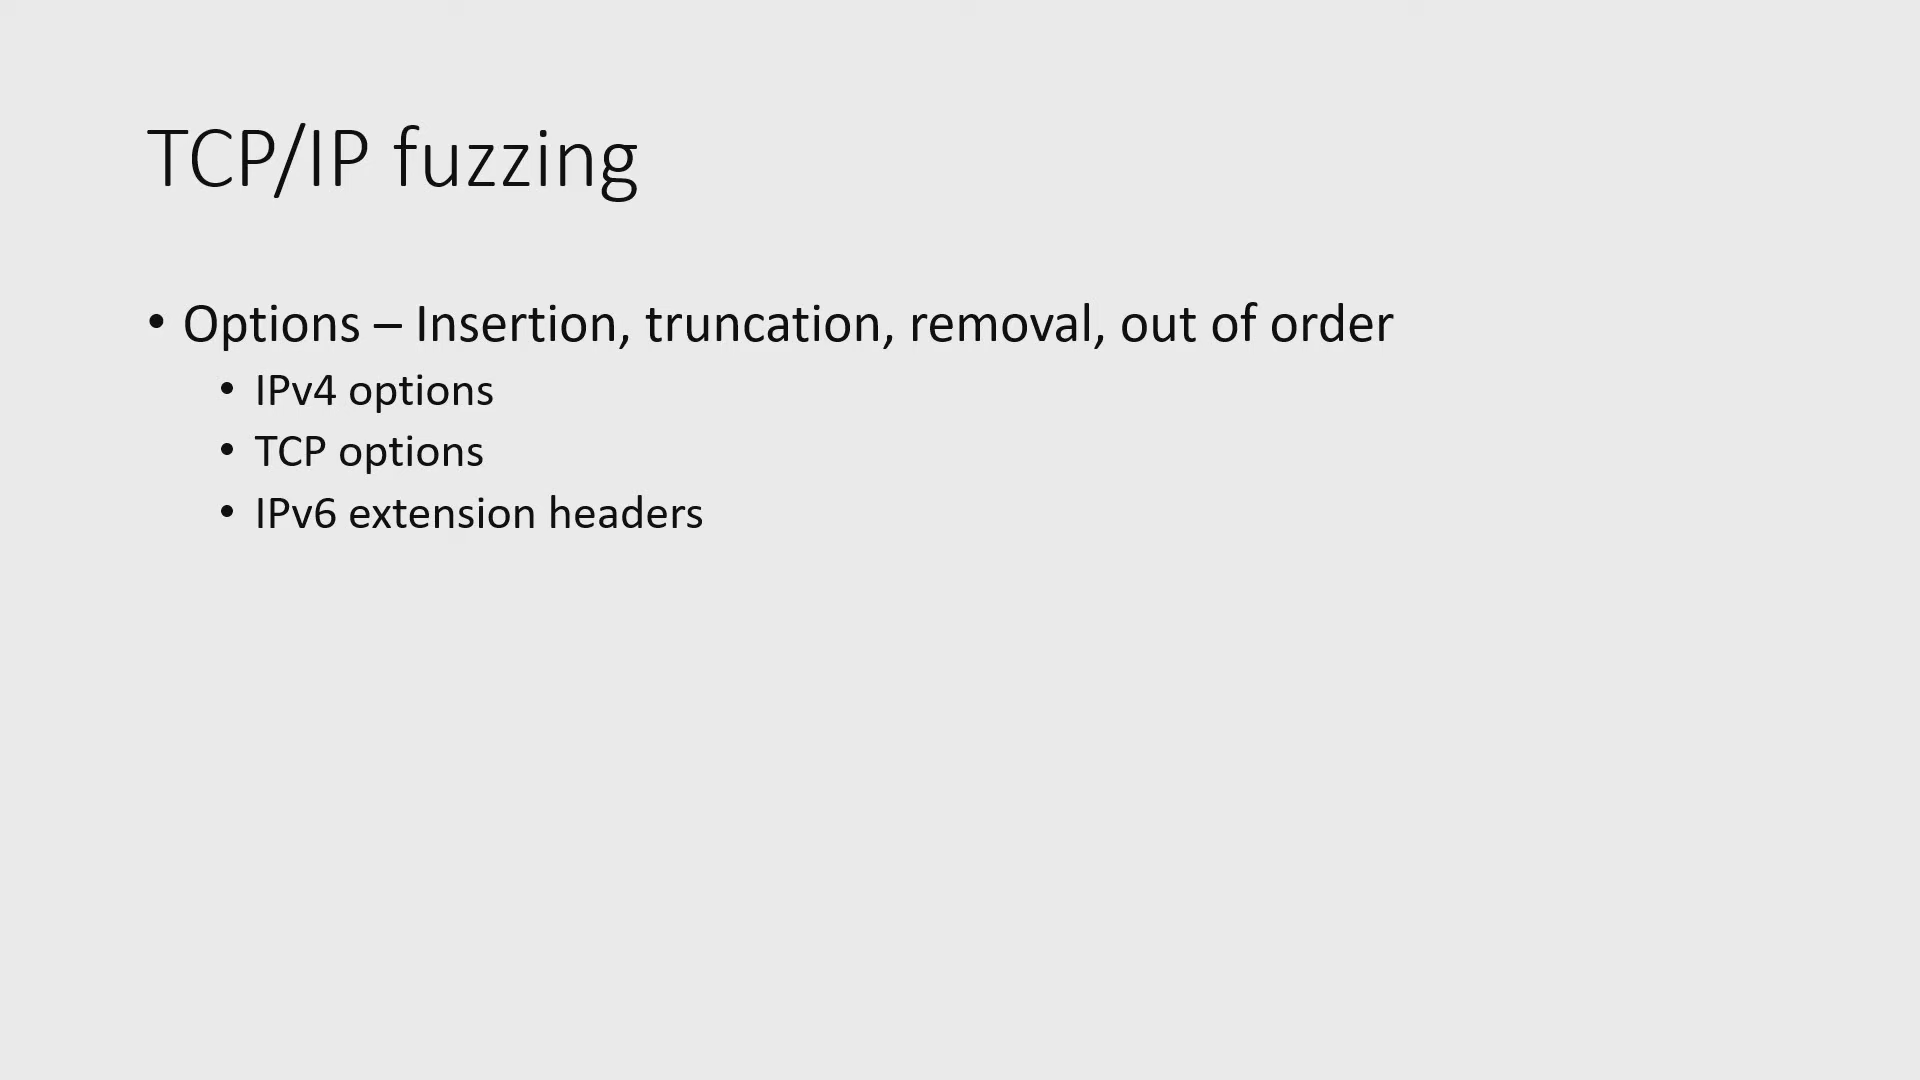 TCP/IP fuzzing
• Options – Insertion, truncation, removal, out of order
• IPv4 options
• TCP options
• IPv6 extension headers